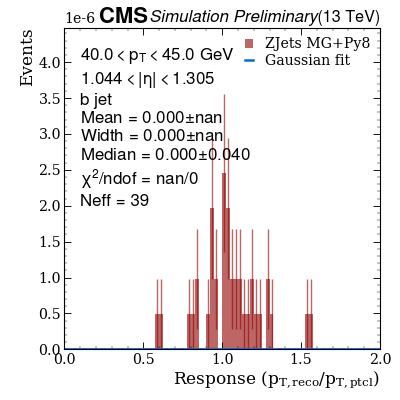 1e-6 CMS Simulation Preliminary (13 TeV)
Events
40.0 < p_T < 45.0 GeV
1.044 < |η| < 1.305
b jet
Mean = 0.000±nan
Width = 0.000±nan
Median = 0.000±0.040
χ²/ndof = nan/0
Neff = 39
ZJets MG+Py8
Gaussian fit
4.0
3.5
3.0
2.5
2.0
1.5
1.0
0.5
0.0
0.0 0.5 1.0 1.5 2.0
Response (p_T,reco/p_T,ptcl)